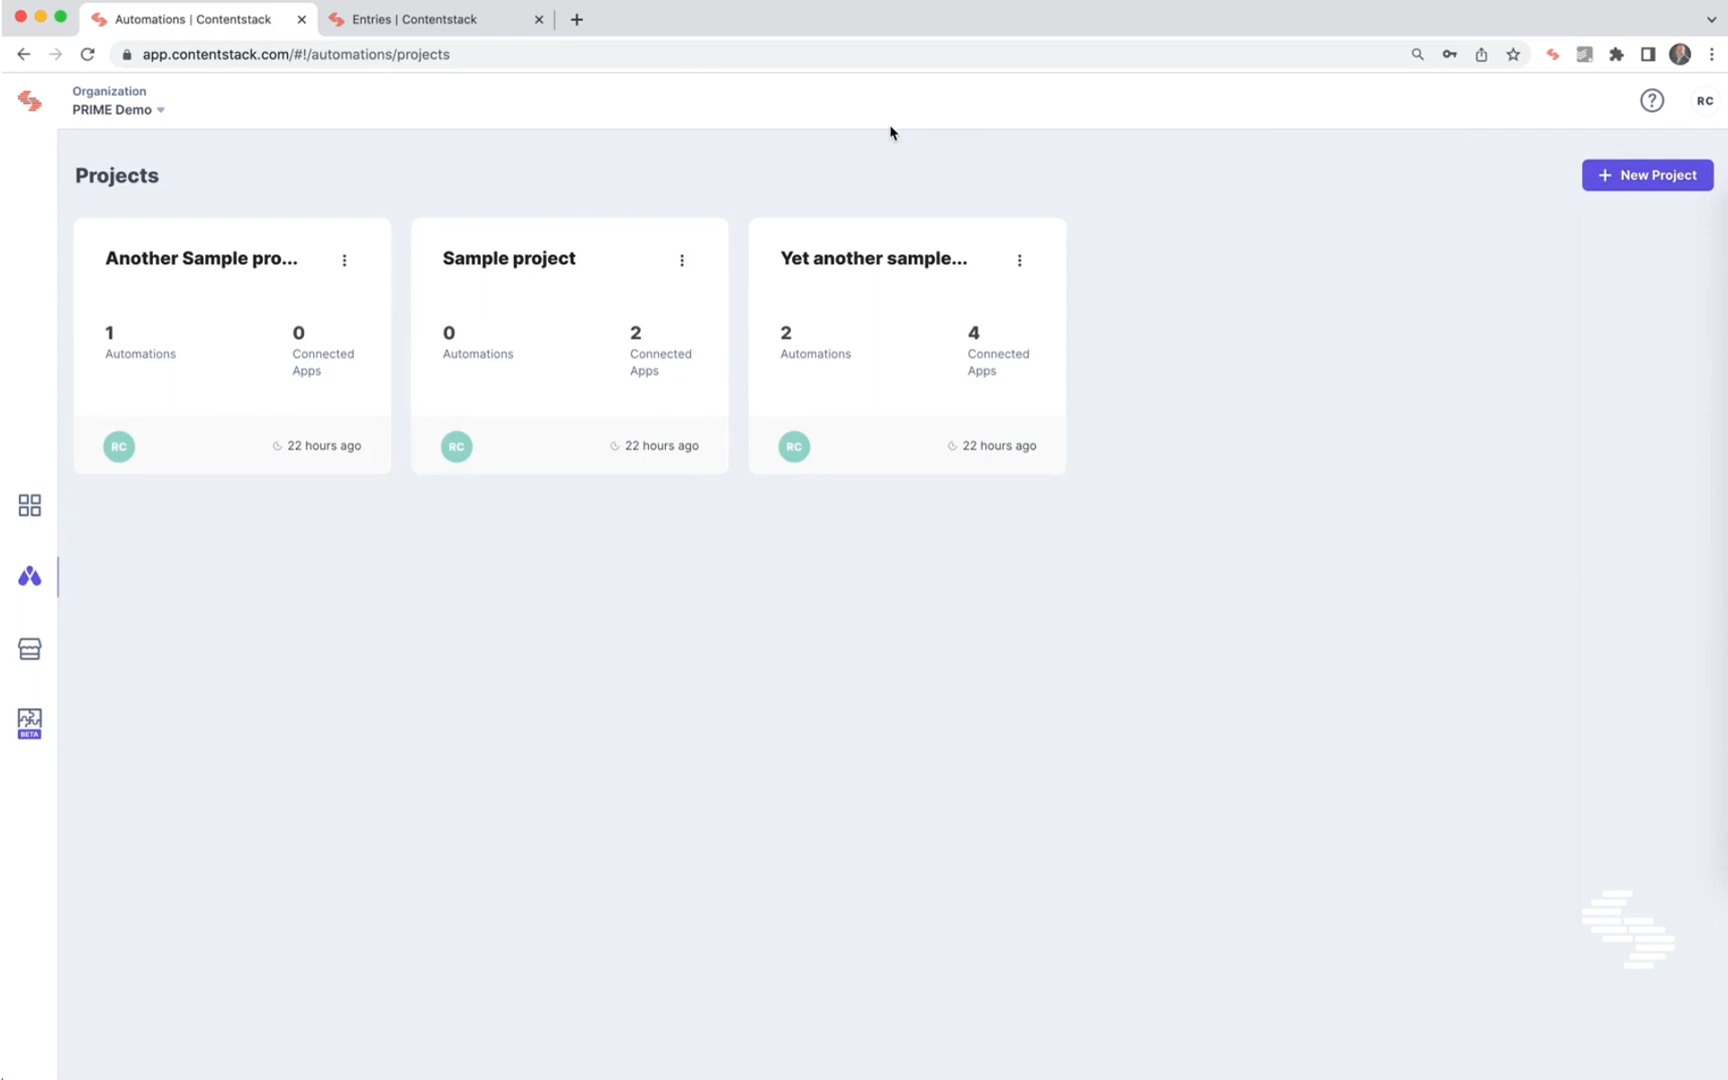 Automations | Contentstack
Entries | Contentstack
app.contentstack.com/#!/automations/projects
Organization
PRIME Demo
RC
Projects
New Project
Another Sample pro...
1
Automations
0
Connected
Apps
RC
22 hours ago
Sample project
0
Automations
2
Connected
Apps
RC
22 hours ago
Yet another sample...
2
Automations
4
Connected
Apps
RC
22 hours ago
BETA